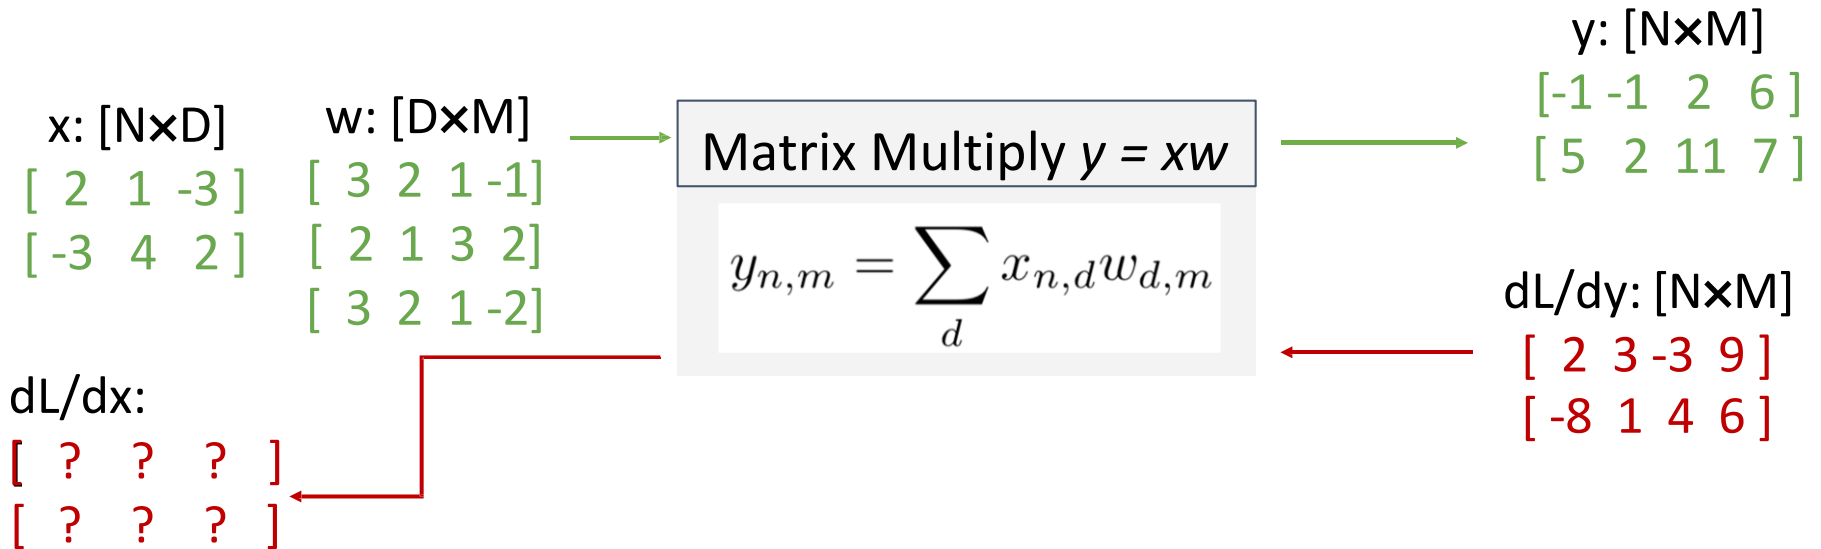 x: [N×D]
[ 2 1 -3 ]
[ -3 4 2 ]
w: [D×M]
[ 3 2 1 -1]
[ 2 1 3 2]
[ 3 2 1 -2]
Matrix Multiply y = xw
y_{n,m} = \sum_{d} x_{n,d} w_{d,m}
y: [N×M]
[-1 -1 2 6 ]
[ 5 2 11 7 ]
dL/dy: [N×M]
[ 2 3 -3 9 ]
[ -8 1 4 6 ]
dL/dx:
[ ? ? ? ]
[ ? ? ? ]